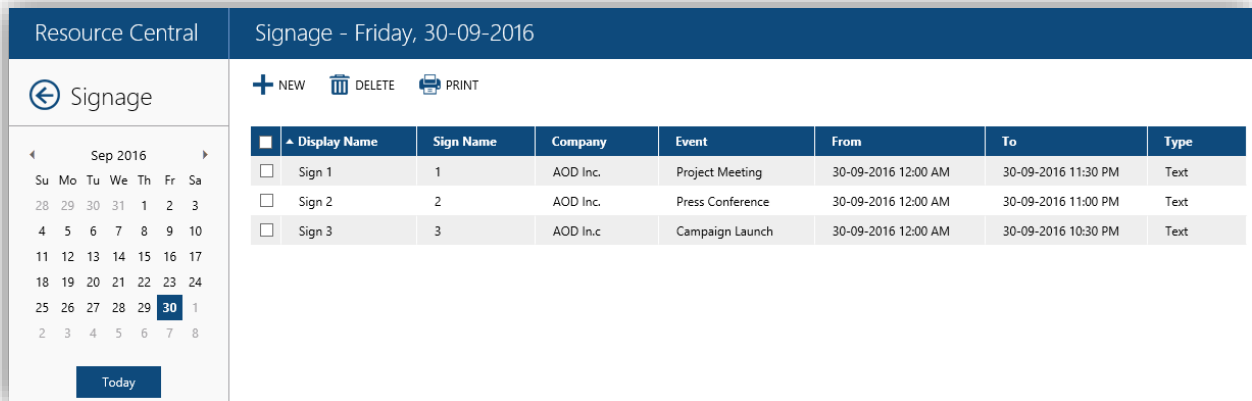 Resource Central
Signage - Friday, 30-09-2016
Signage
NEW DELETE PRINT
Sep 2016
Su Mo Tu We Th Fr Sa
28 29 30 31 1 2 3
4 5 6 7 8 9 10
11 12 13 14 15 16 17
18 19 20 21 22 23 24
25 26 27 28 29 30 1
2 3 4 5 6 7 8
Today
Display Name Sign Name Company Event From To Type
Sign 1 1 AOD Inc. Project Meeting 30-09-2016 12:00 AM 30-09-2016 11:30 PM Text
Sign 2 2 AOD Inc. Press Conference 30-09-2016 12:00 AM 30-09-2016 11:00 PM Text
Sign 3 3 AOD In.c Campaign Launch 30-09-2016 12:00 AM 30-09-2016 10:30 PM Text